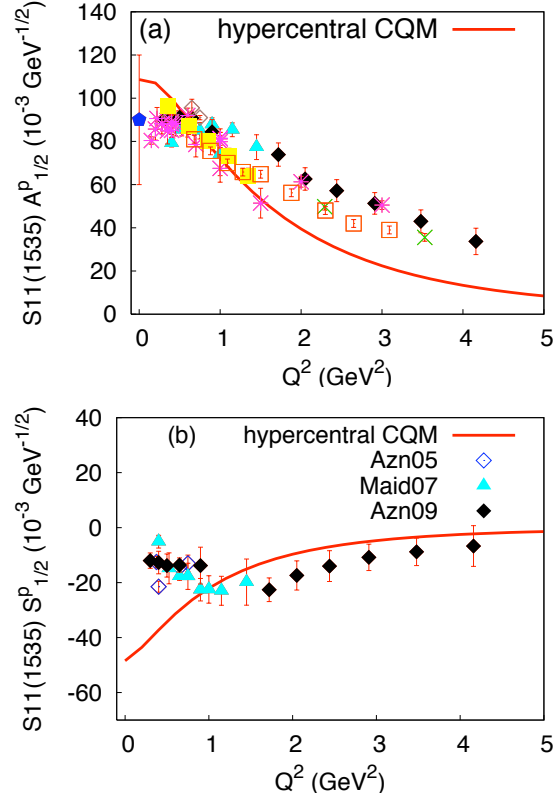 (a) hypercentral CQM
140
120
100
80
60
40
20
0
S11(1535) A^p_{1/2} (10^{-3} GeV^{-1/2})
0 1 2 3 4 5
Q^2 (GeV^2)
(b) hypercentral CQM
Azn05
Maid07
Azn09
40
20
0
-20
-40
-60
S11(1535) S^p_{1/2} (10^{-3} GeV^{-1/2})
0 1 2 3 4 5
Q^2 (GeV^2)